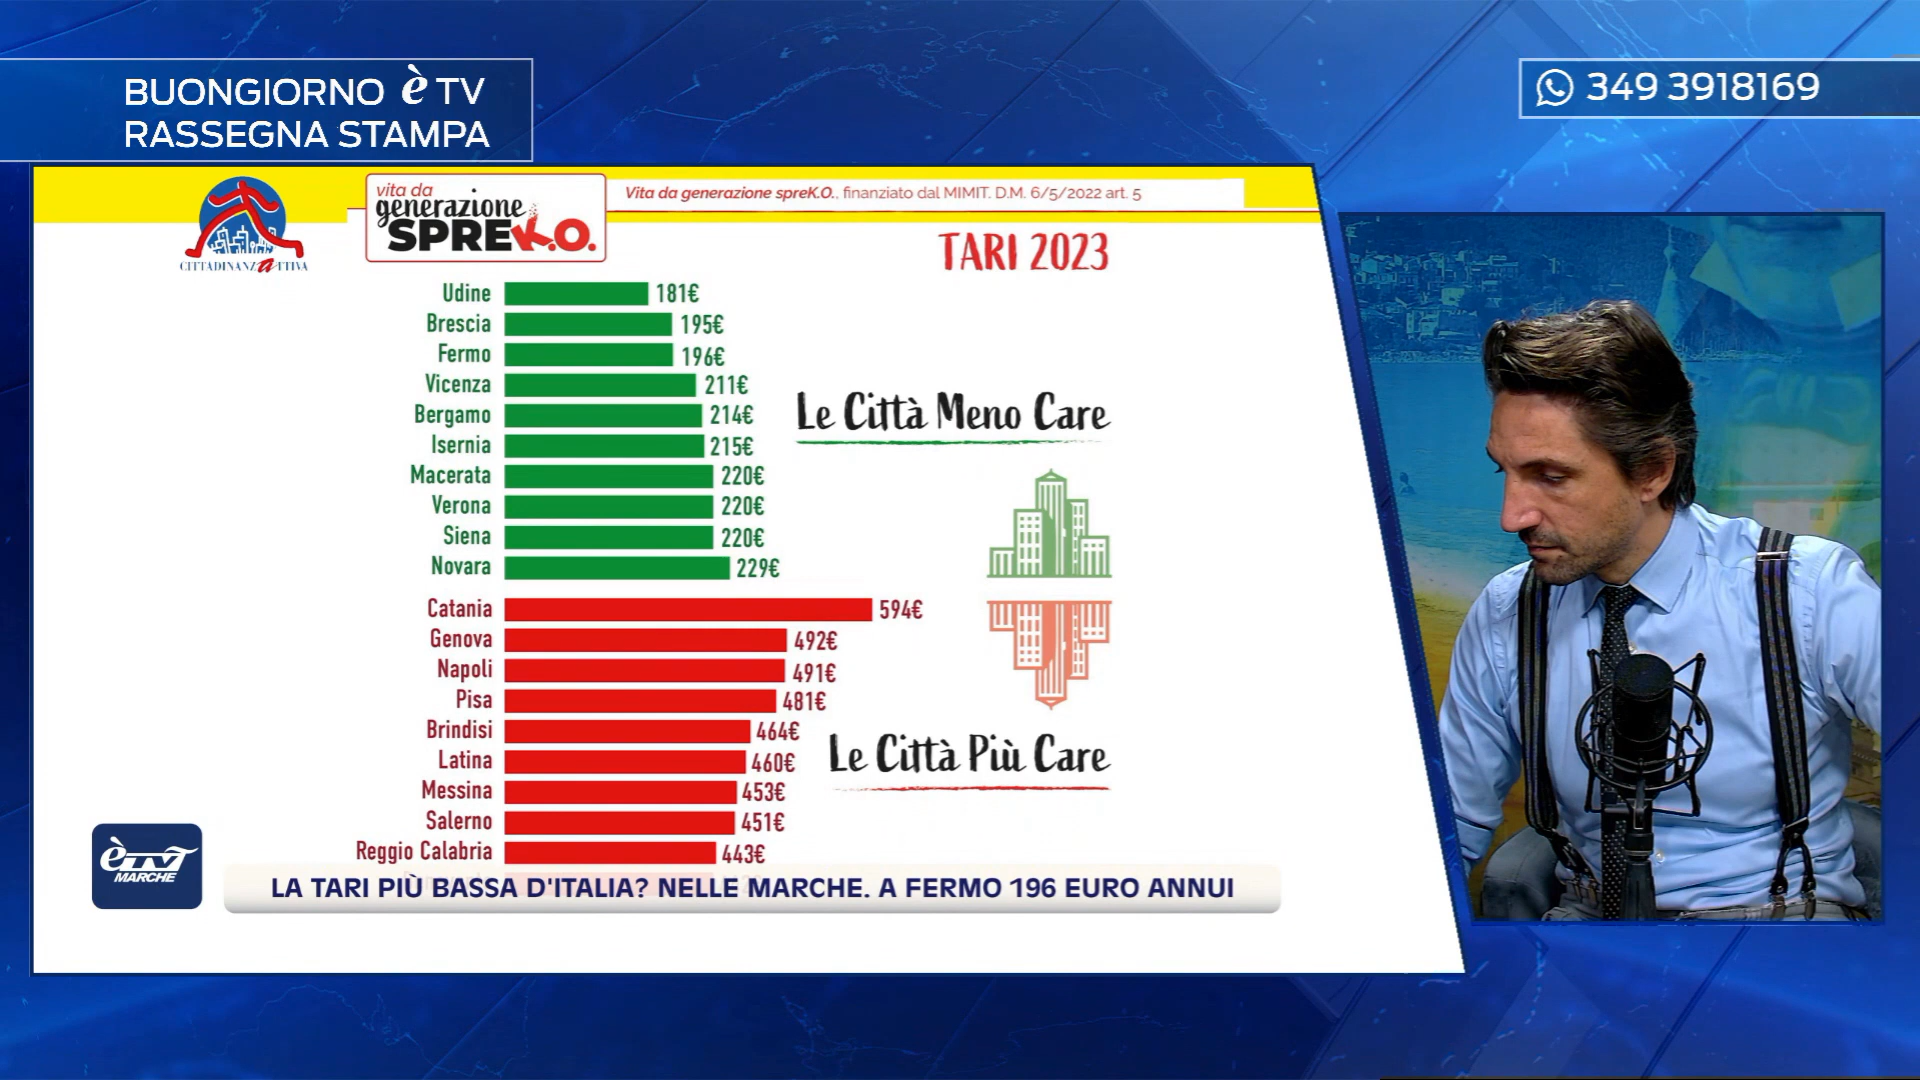 BUONGIORNO è TV
RASSEGNA STAMPA
349 3918169
CITTADINANZATTIVA
vita da
generazione
SPREK.O.
Vita da generazione spreK.O., finanziato dal MIMIT. D.M. 6/5/2022 art. 5
TARI 2023
Udine 181€
Brescia 195€
Fermo 196€
Vicenza 211€
Bergamo 214€
Isernia 215€
Macerata 220€
Verona 220€
Siena 220€
Novara 229€
Le Città Meno Care
Catania 594€
Genova 492€
Napoli 491€
Pisa 481€
Brindisi 464€
Latina 460€
Messina 453€
Salerno 451€
Reggio Calabria 443€
Le Città Più Care
èTV
MARCHE
LA TARI PIÙ BASSA D'ITALIA? NELLE MARCHE. A FERMO 196 EURO ANNUI